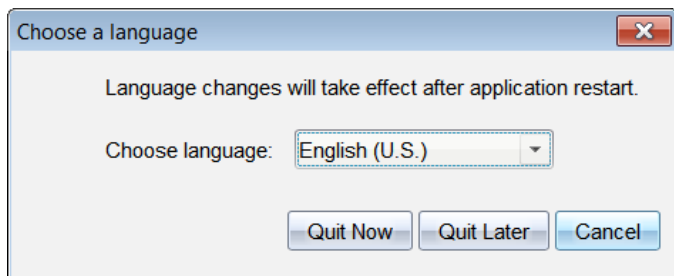 Choose a language
Language changes will take effect after application restart.
Choose language: English (U.S.)
Quit Now Quit Later Cancel